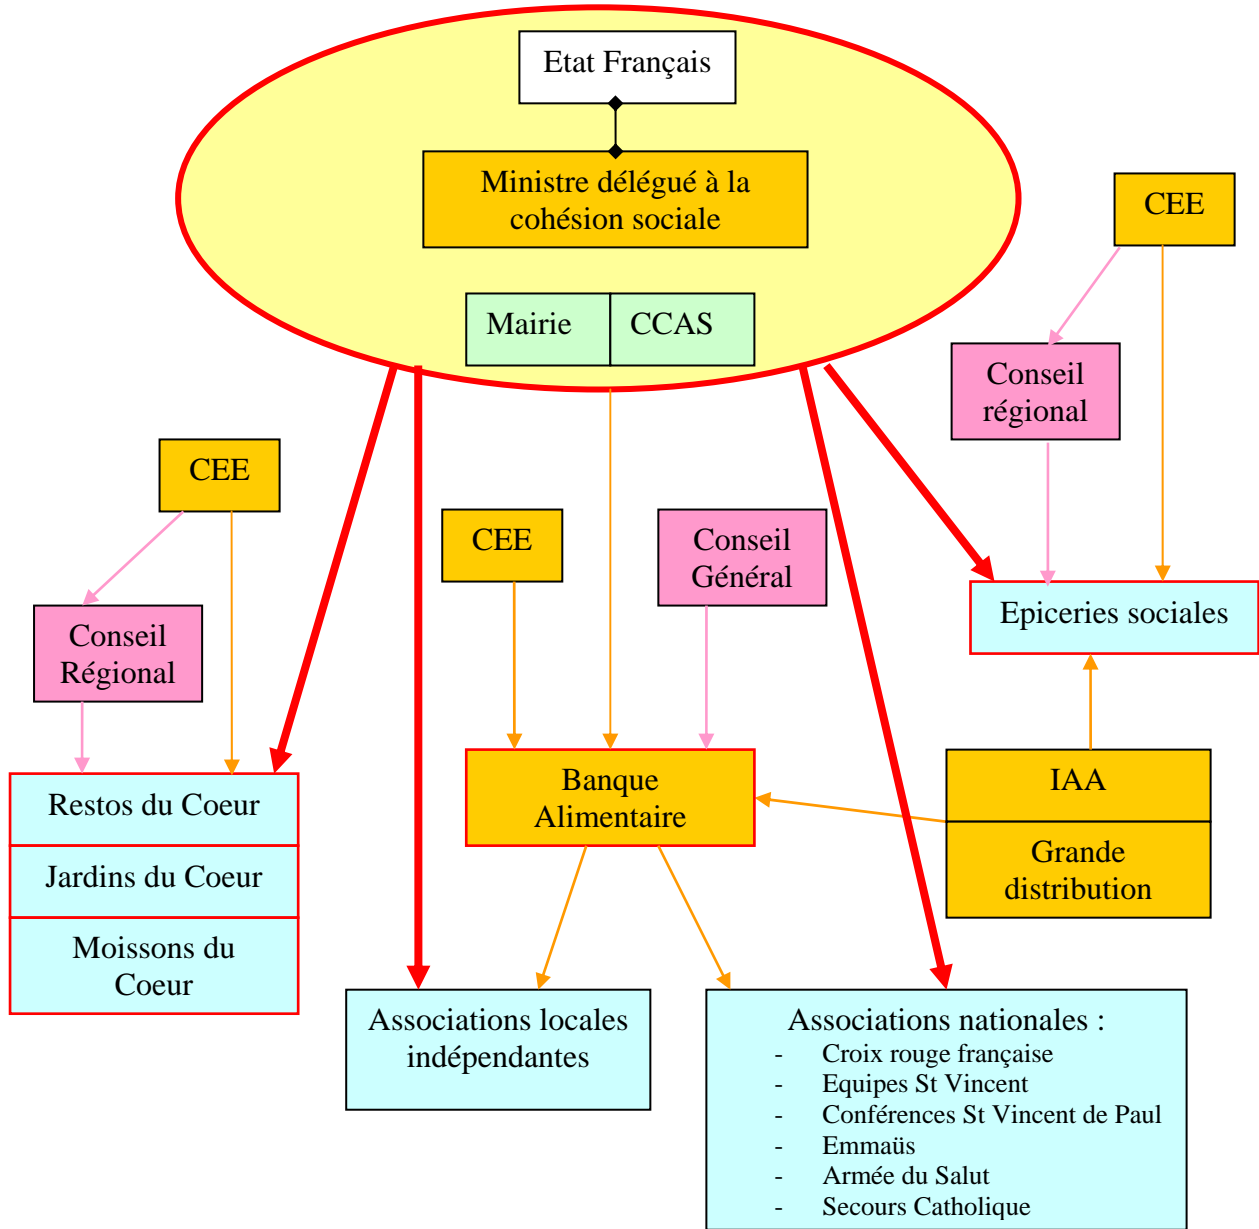 Etat Français
Ministre délégué à la
cohésion sociale
CEE
Mairie
CCAS
Conseil
régional
CEE
CEE
Conseil
Général
Conseil
Régional
Epiceries sociales
Restos du Coeur
Jardins du Coeur
Moissons du
Coeur
Banque
Alimentaire
IAA
Grande
distribution
Associations locales
indépendantes
Associations nationales :
- Croix rouge française
- Equipes St Vincent
- Conférences St Vincent de Paul
- Emmaüs
- Armée du Salut
- Secours Catholique